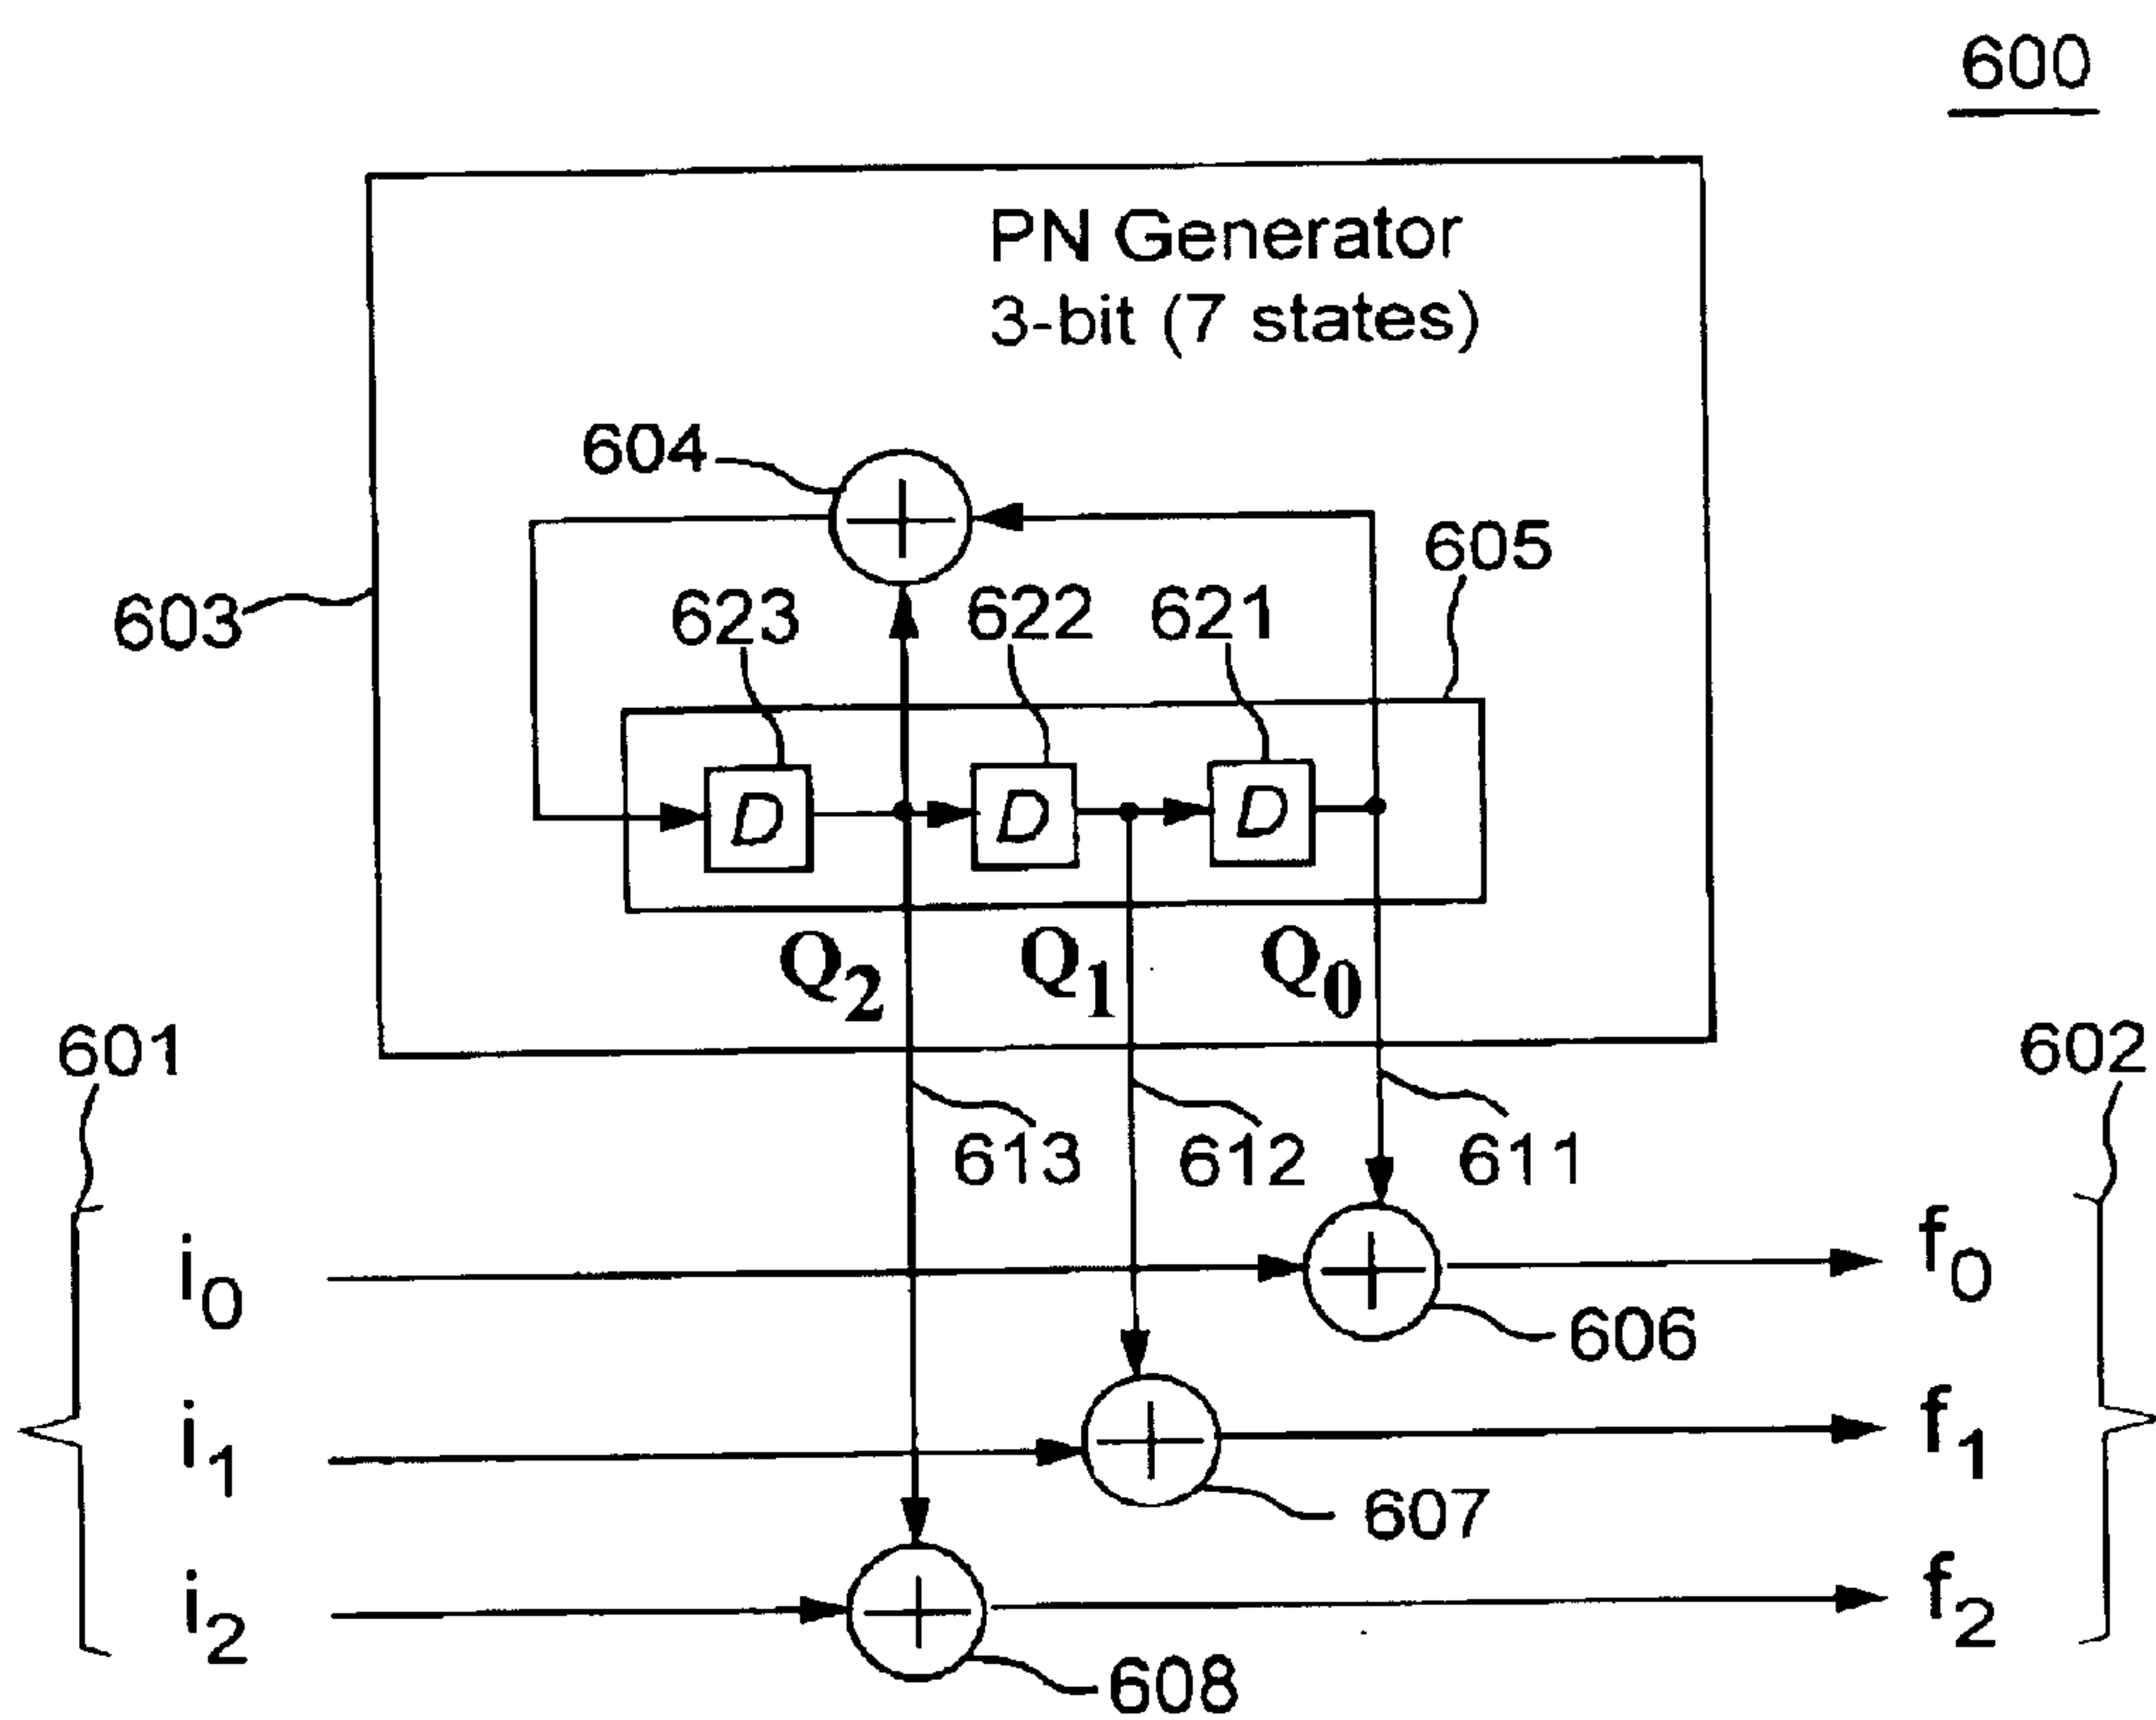 600
PN Generator
3-bit (7 states)
604
605
603
623
622
621
D
D
D
Q2
Q1
Q0
601
602
613
612
611
i0
f0
606
i1
f1
607
i2
f2
608